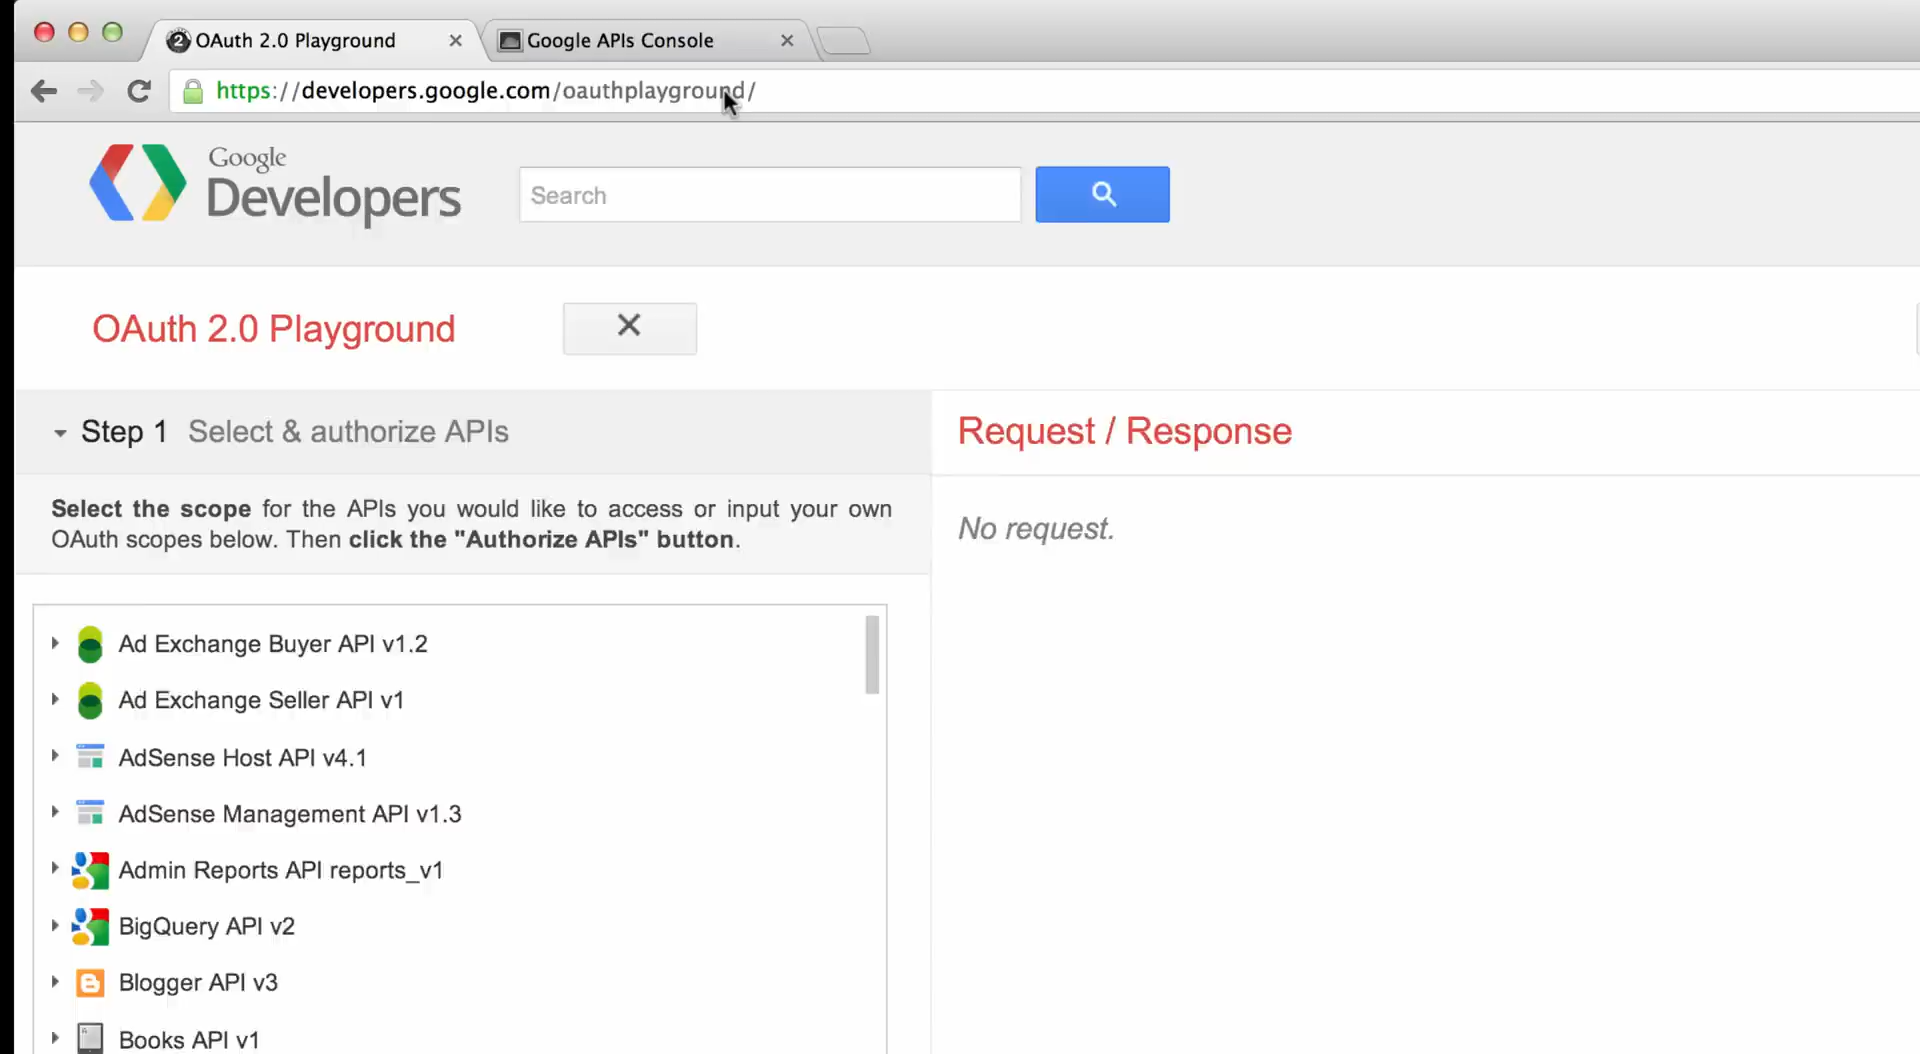 OAuth 2.0 Playground
Google APIs Console
https://developers.google.com/oauthplayground/
Google
Developers
Search
OAuth 2.0 Playground
Step 1 Select & authorize APIs
Request / Response
Select the scope for the APIs you would like to access or input your own
OAuth scopes below. Then click the "Authorize APIs" button.
No request.
Ad Exchange Buyer API v1.2
Ad Exchange Seller API v1
AdSense Host API v4.1
AdSense Management API v1.3
Admin Reports API reports_v1
BigQuery API v2
Blogger API v3
Books API v1